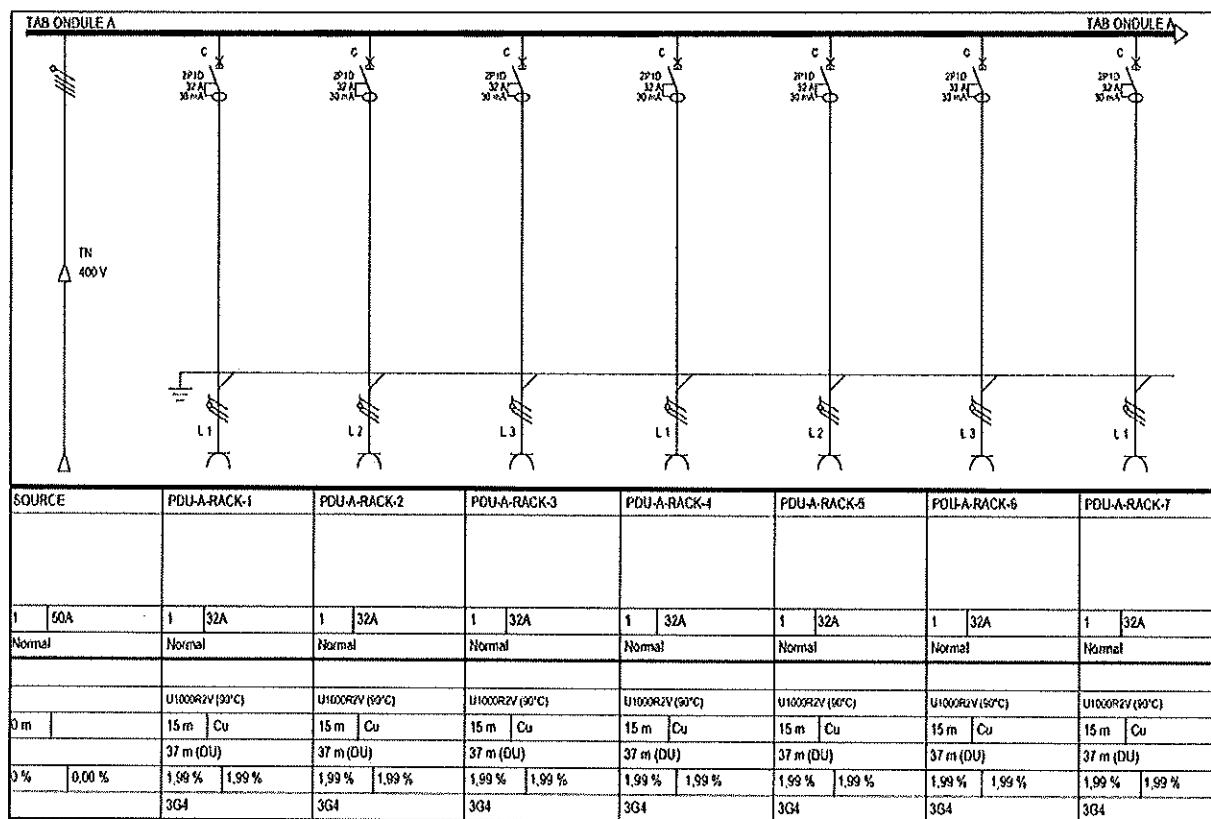 TAB ONDULE A TAB ONDULE A
C C C C C C C
2P1D 2P1D 2P1D 2P1D 2P1D 2P1D 2P1D
32 A 32 A 32 A 32 A 32 A 32 A 32 A
30 mA 30 mA 30 mA 30 mA 30 mA 30 mA 30 mA
TN
400 V
L1 L2 L3 L1 L2 L3 L1
SOURCE PDU-A-RACK-1 PDU-A-RACK-2 PDU-A-RACK-3 PDU-A-RACK-4 PDU-A-RACK-5 PDU-A-RACK-6 PDU-A-RACK-7
1 50A 1 32A 1 32A 1 32A 1 32A 1 32A 1 32A 1 32A
Normal Normal Normal Normal Normal Normal Normal Normal
U1000R2V (90°C) U1000R2V (90°C) U1000R2V (90°C) U1000R2V (90°C) U1000R2V (90°C) U1000R2V (90°C) U1000R2V (90°C)
0 m 15 m Cu 15 m Cu 15 m Cu 15 m Cu 15 m Cu 15 m Cu 15 m Cu
37 m (DU) 37 m (DU) 37 m (DU) 37 m (DU) 37 m (DU) 37 m (DU) 37 m (DU)
0 % 0,00 % 1,99 % 1,99 % 1,99 % 1,99 % 1,99 % 1,99 % 1,99 % 1,99 % 1,99 % 1,99 % 1,99 % 1,99 % 1,99 % 1,99 %
3G4 3G4 3G4 3G4 3G4 3G4 3G4